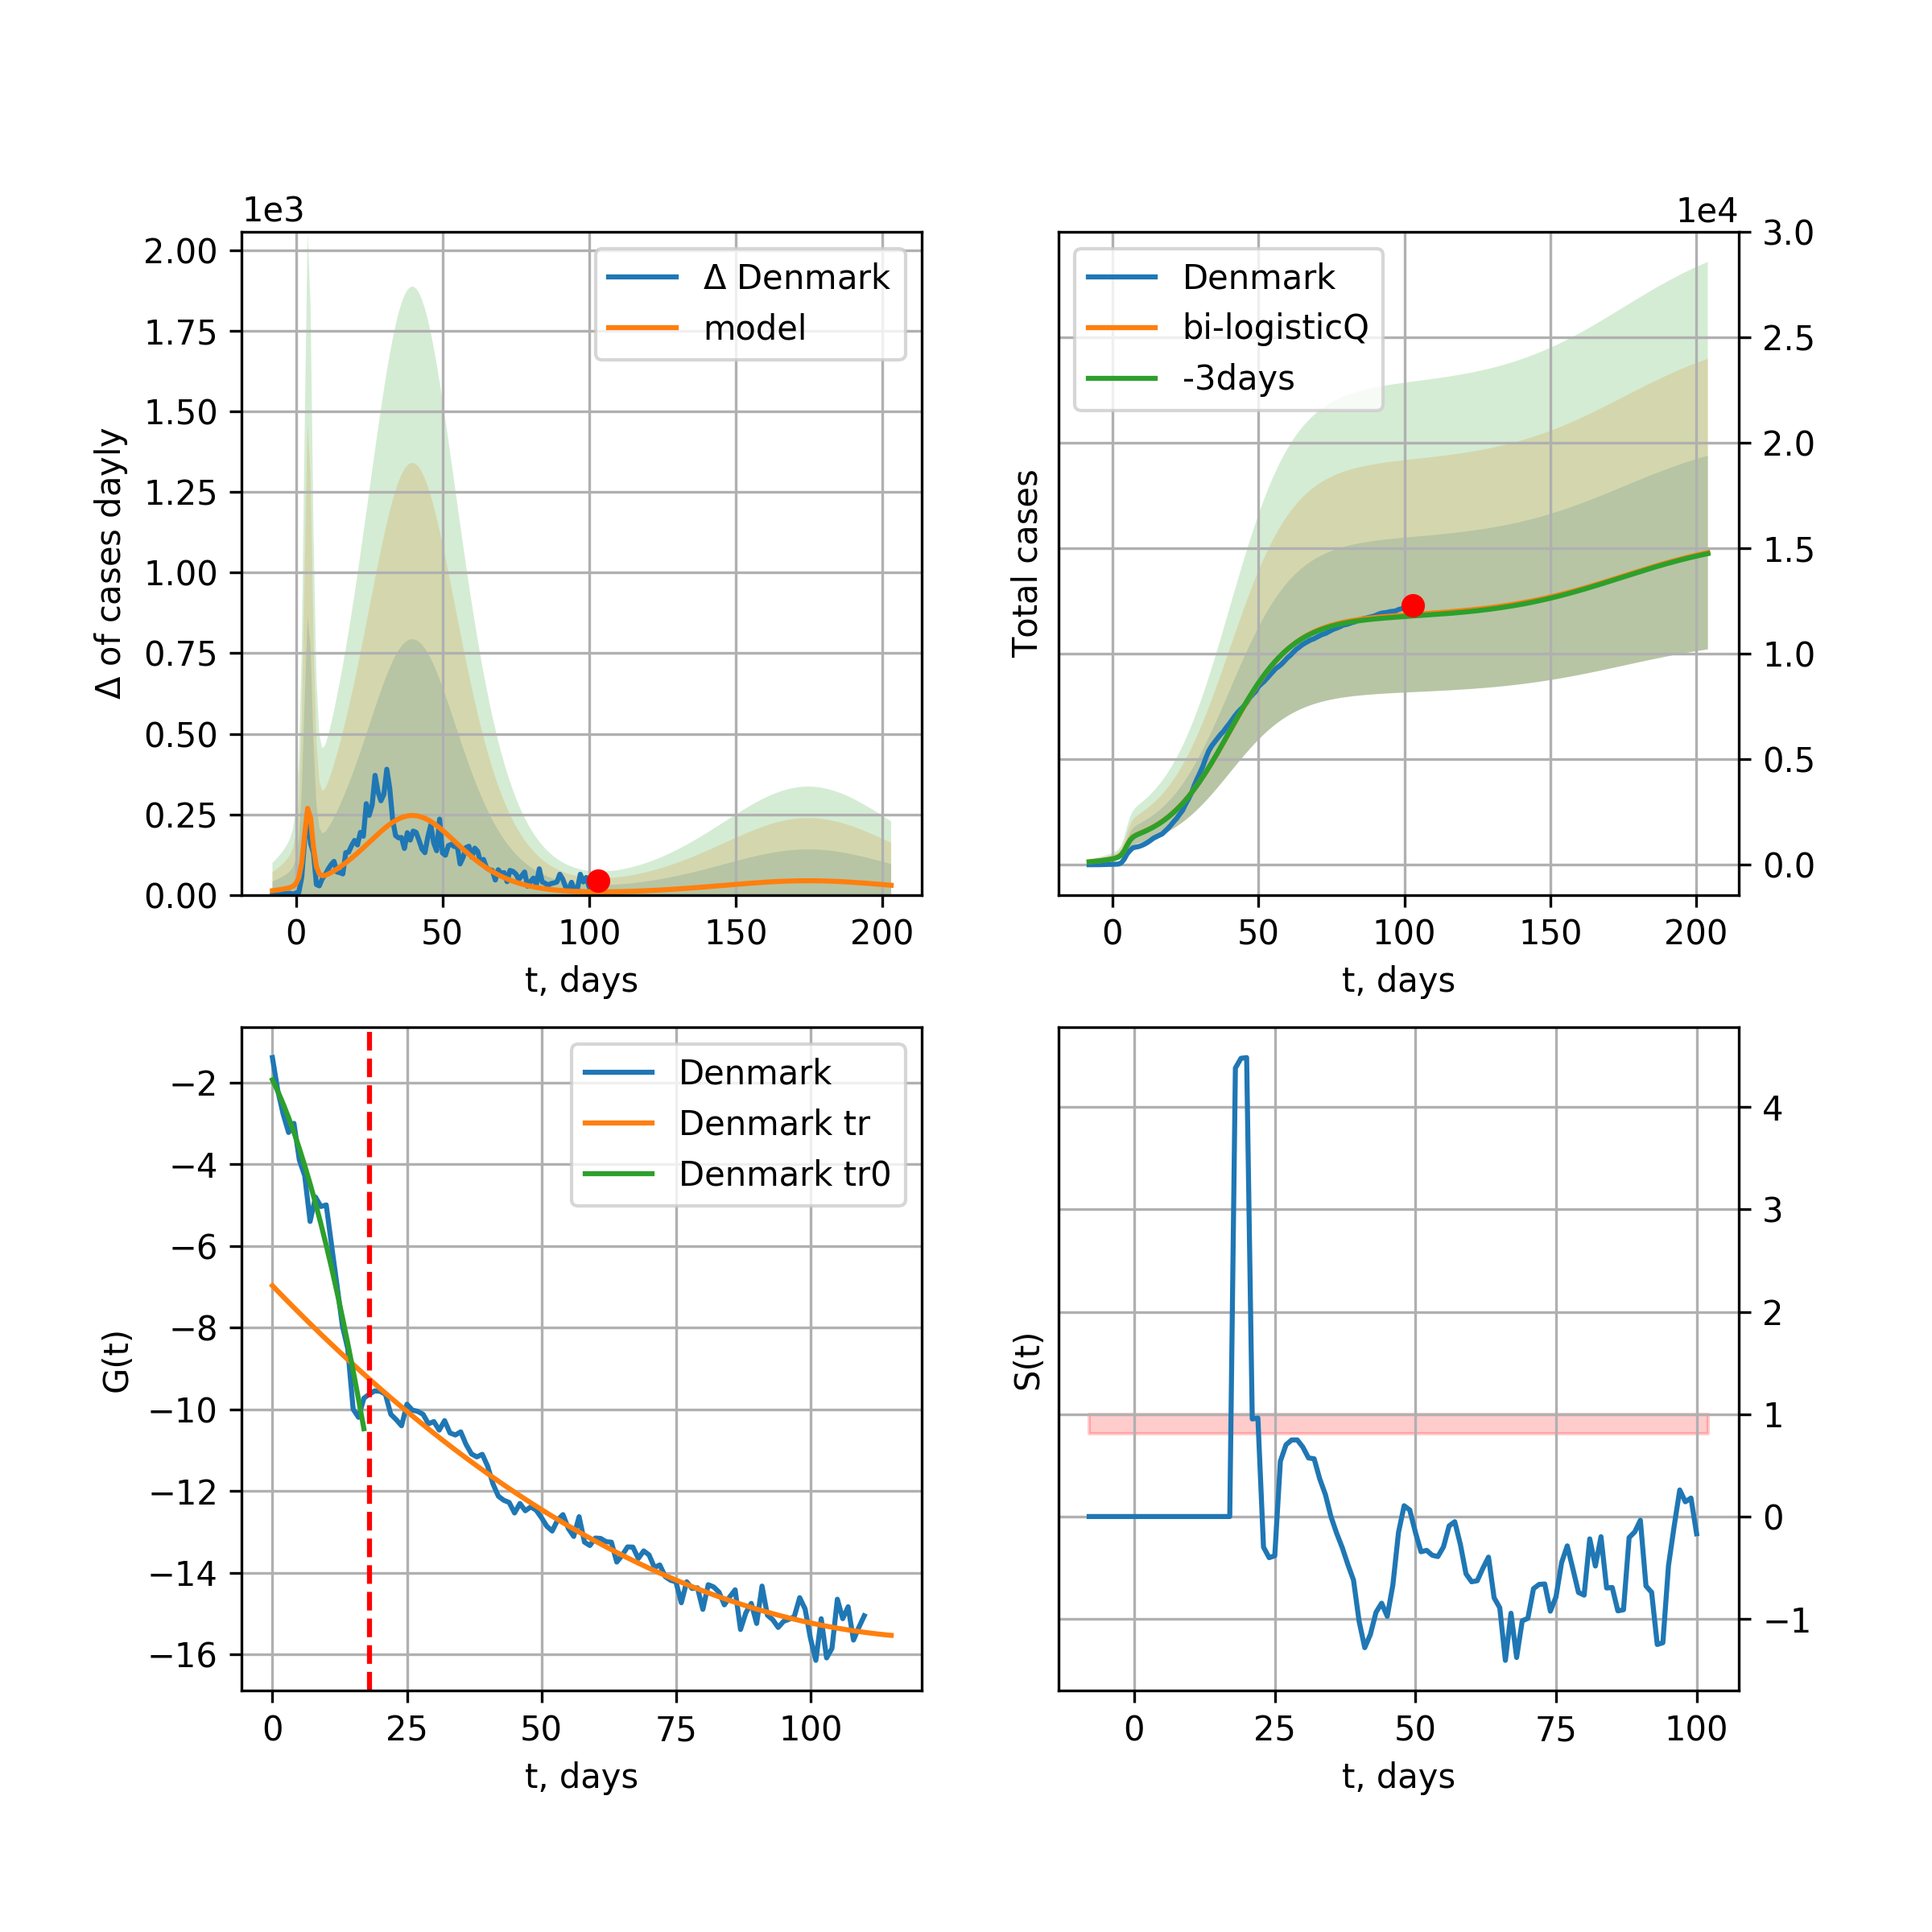 1e3
2.00
1.75
1.50
1.25
1.00
0.75
0.50
0.25
0.00
Δ of cases dayly
Δ Denmark
model
0
50
100
150
200
t, days
1e4
3.0
2.5
2.0
1.5
1.0
0.5
0.0
Total cases
Denmark
bi-logisticQ
-3days
0
50
100
150
200
t, days
−2
−4
−6
−8
−10
−12
−14
−16
G(t)
Denmark
Denmark tr
Denmark tr0
0
25
50
75
100
t, days
4
3
2
1
0
−1
S(t)
0
25
50
75
100
t, days